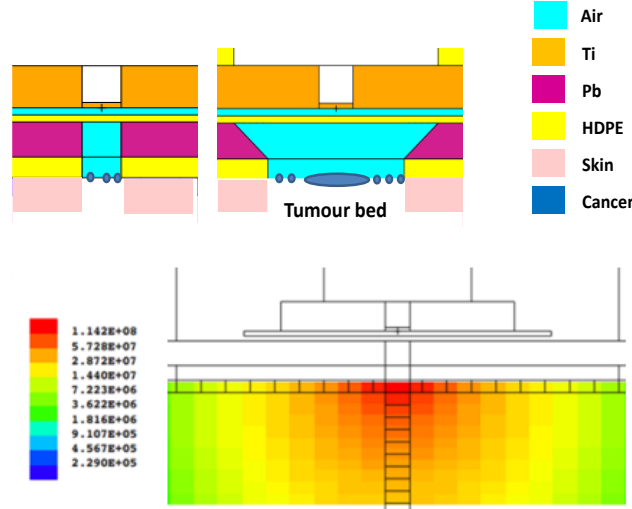 Air
Ti
Pb
HDPE
Skin
Cancer
Tumour bed
1.142E+08
5.728E+07
2.872E+07
1.440E+07
7.223E+06
3.622E+06
1.816E+06
9.107E+05
4.567E+05
2.290E+05